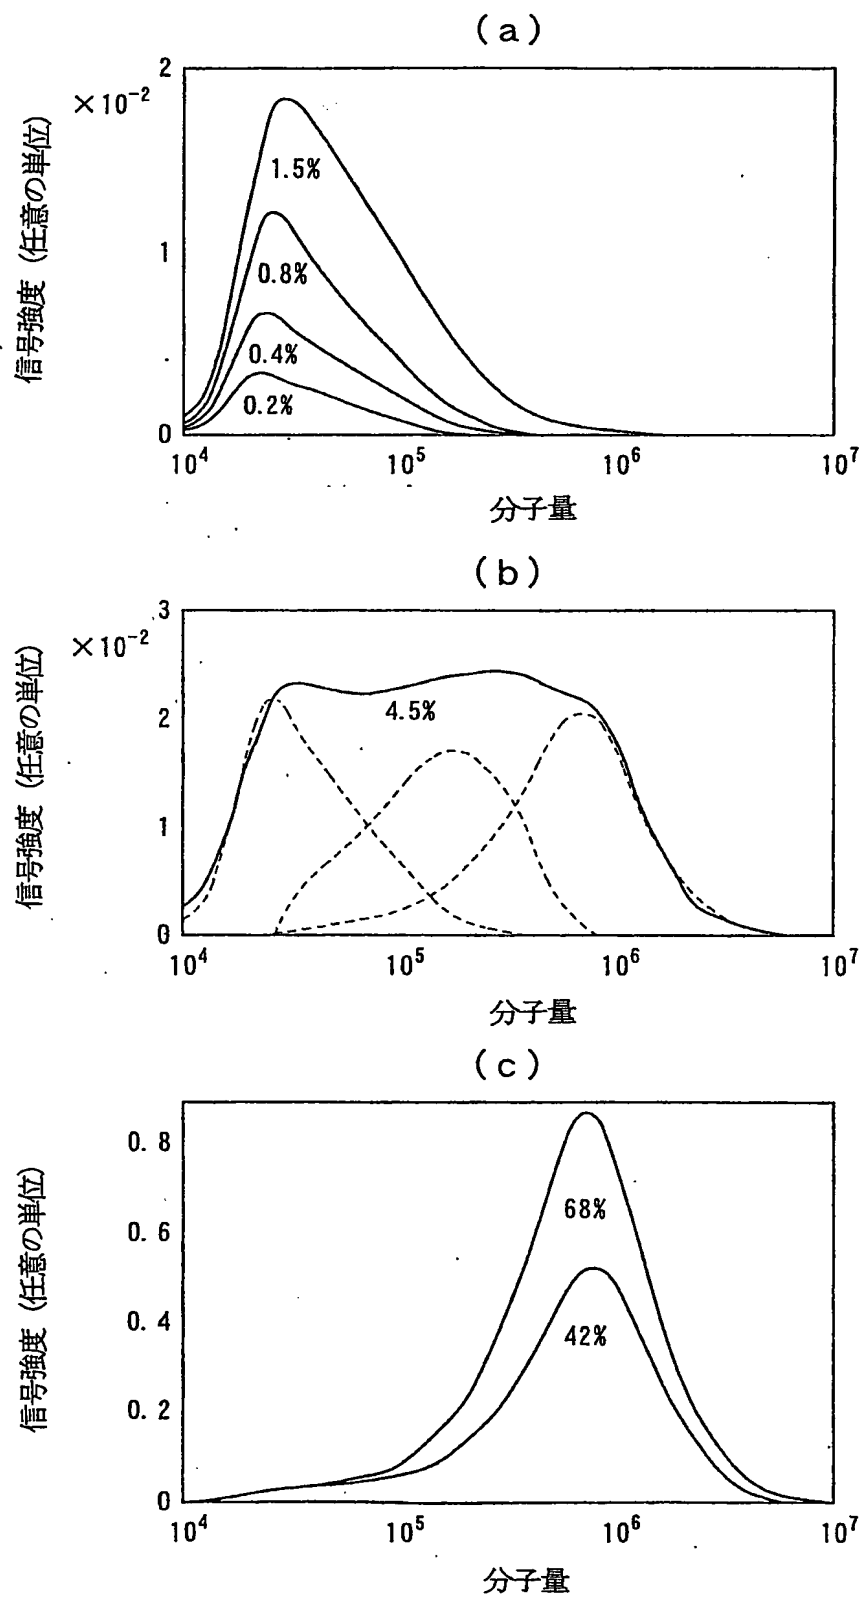 (a)
2
×10⁻²
1.5%
1
0.8%
0.4%
0.2%
0
10⁴ 10⁵ 10⁶ 10⁷
信号強度 (任意の単位)
分子量
(b)
3
×10⁻²
2
4.5%
1
0
10⁴ 10⁵ 10⁶ 10⁷
信号強度 (任意の単位)
分子量
(c)
0.8
68%
0.6
0.4
42%
0.2
0
10⁴ 10⁵ 10⁶ 10⁷
信号強度 (任意の単位)
分子量